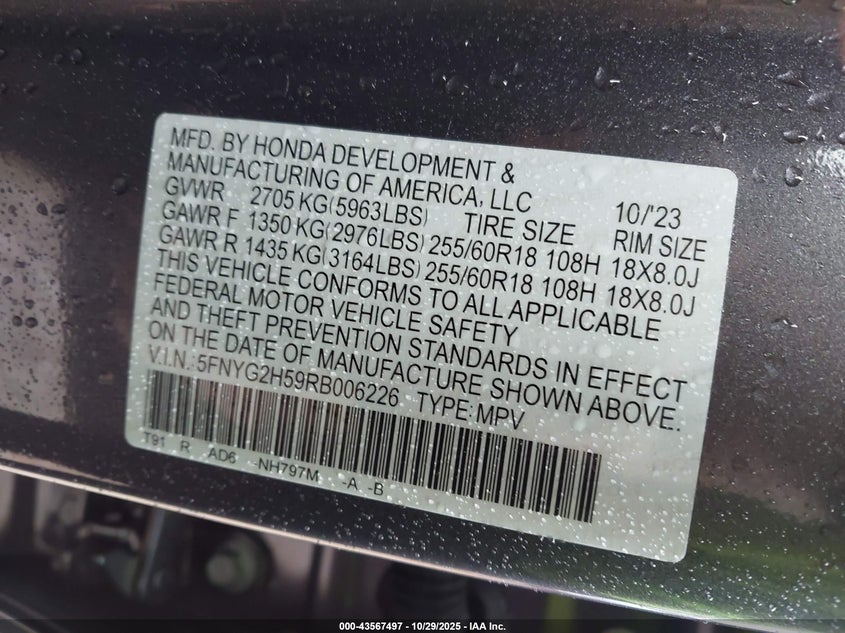 MFD. BY HONDA DEVELOPMENT &
MANUFACTURING OF AMERICA, LLC 10/'23
GVWR 2705 KG(5963LBS) TIRE SIZE RIM SIZE
GAWR F 1350 KG(2976LBS) 255/60R18 108H 18X8.0J
GAWR R 1435 KG(3164LBS) 255/60R18 108H 18X8.0J
THIS VEHICLE CONFORMS TO ALL APPLICABLE
FEDERAL MOTOR VEHICLE SAFETY
AND THEFT PREVENTION STANDARDS IN EFFECT
ON THE DATE OF MANUFACTURE SHOWN ABOVE.
V.I.N.: 5FNYG2H59RB006226 TYPE:MPV
T91 R AD6 NH797M -A -B
000-43567497 - 10/29/2025 - IAA Inc.